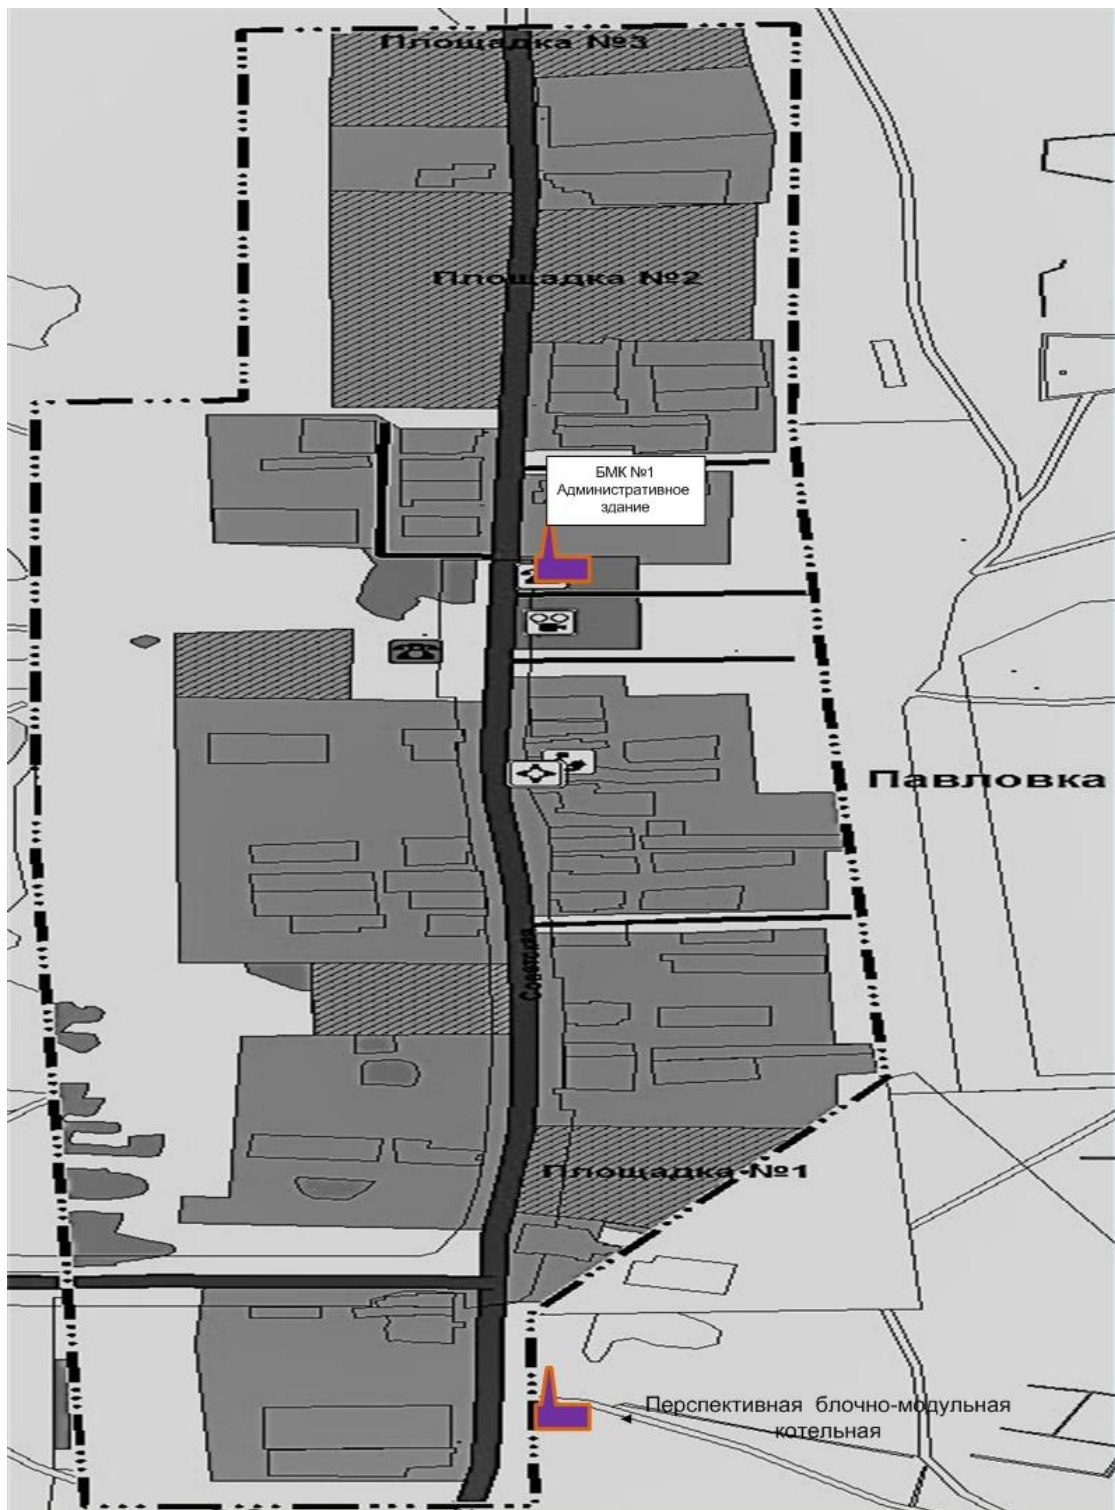 Площадка №3
Площадка №2
БМК №1
Административное
здание
Павловка
Советская
Площадка №1
Перспективная блочно-модульная
котельная